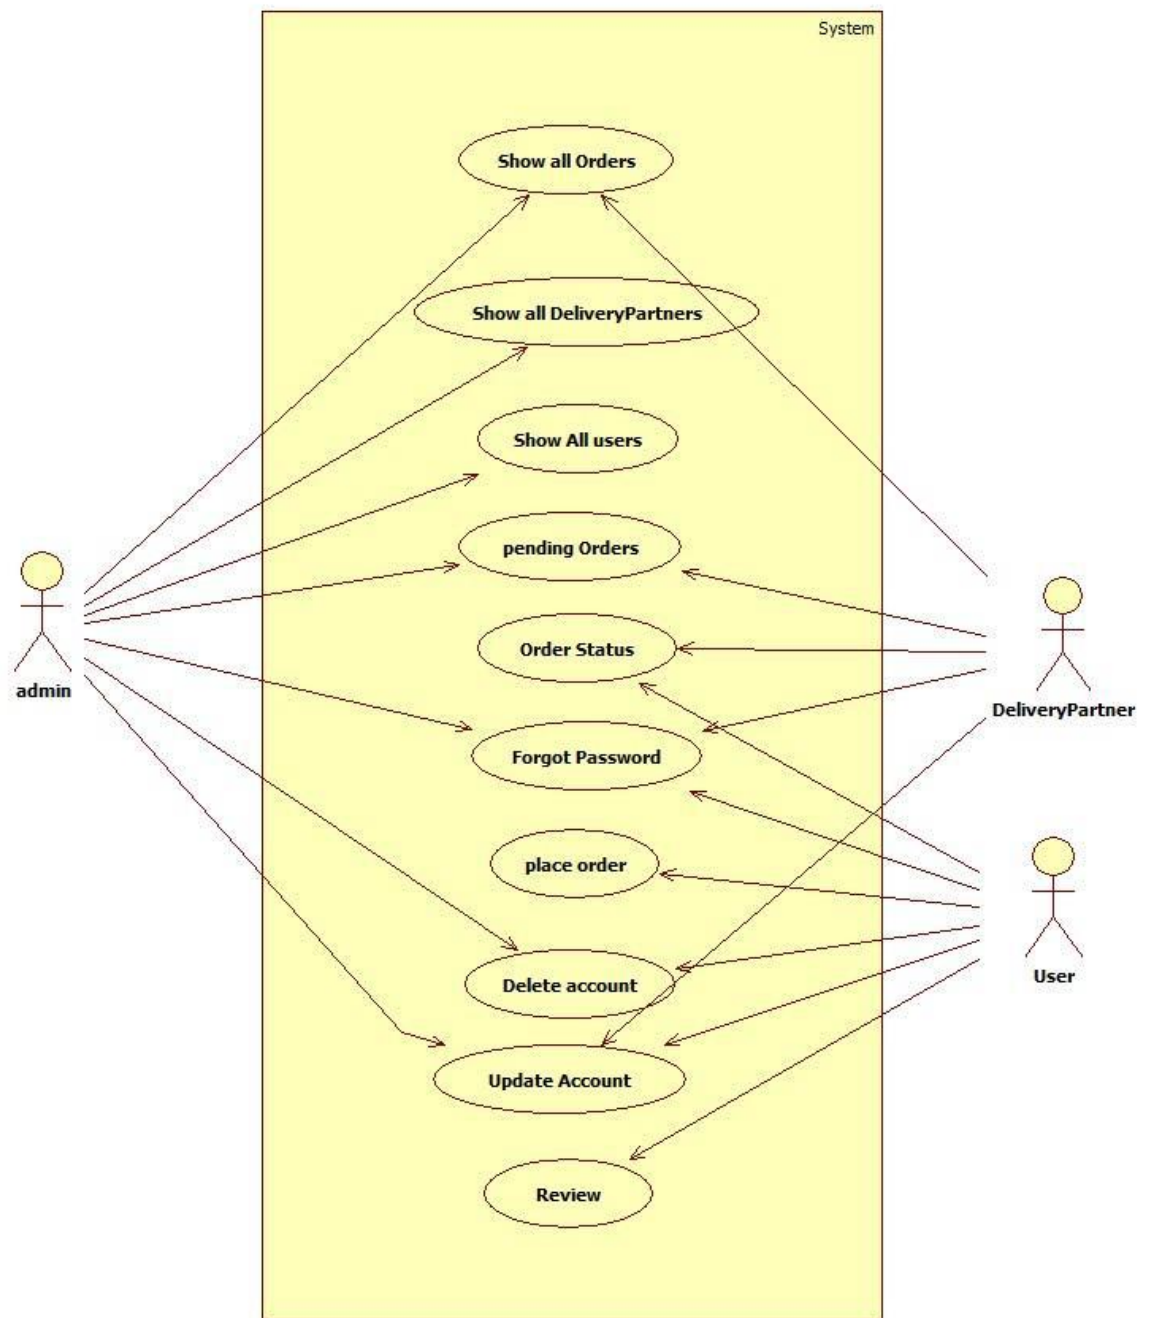 System
Show all Orders
Show all DeliveryPartners
Show All users
pending Orders
Order Status
admin
DeliveryPartner
Forgot Password
place order
User
Delete account
Update Account
Review